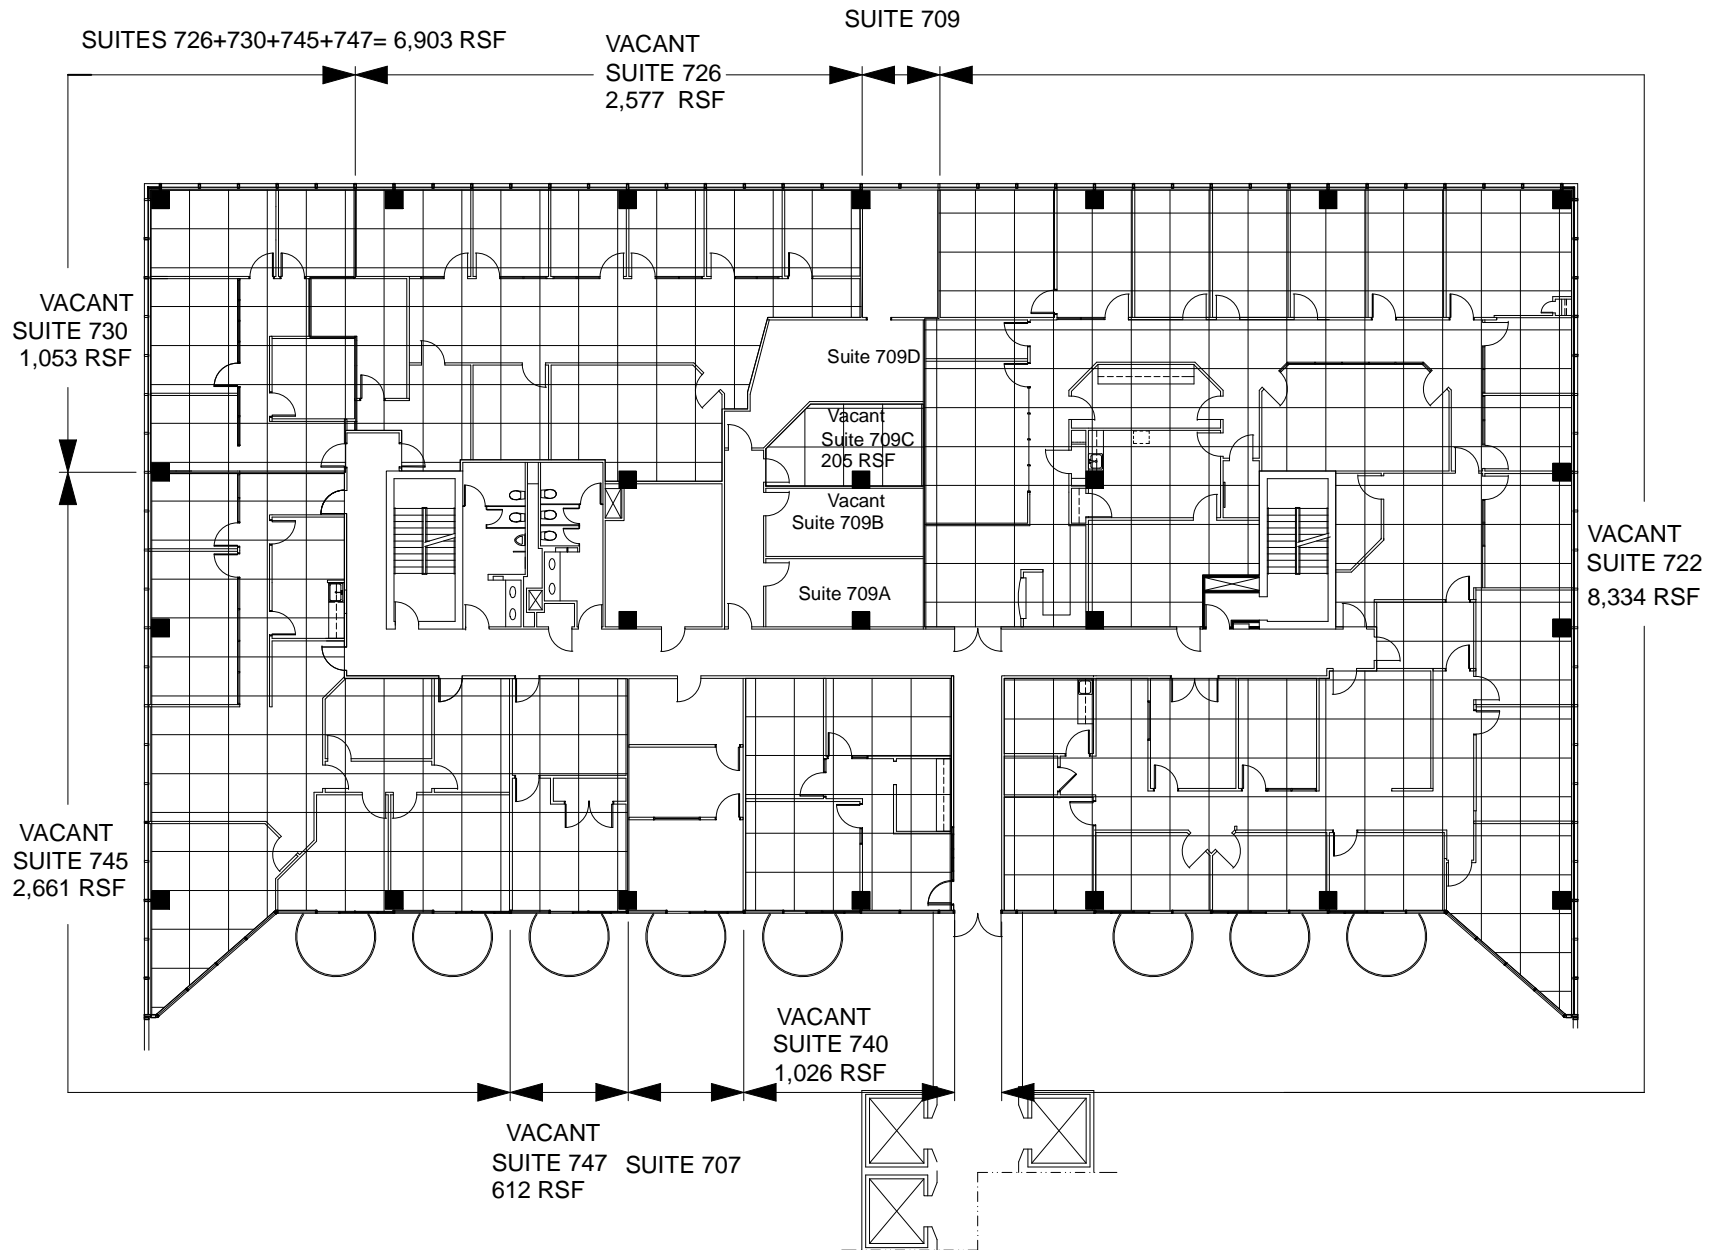 SUITE 709
SUITES 726+730+745+747= 6,903 RSF
VACANT
SUITE 726
2,577 RSF
VACANT
SUITE 730
1,053 RSF
Suite 709D
Vacant
Suite 709C
205 RSF
Vacant
Suite 709B
Suite 709A
VACANT
SUITE 722
8,334 RSF
VACANT
SUITE 745
2,661 RSF
VACANT
SUITE 740
1,026 RSF
VACANT
SUITE 747
612 RSF
SUITE 707